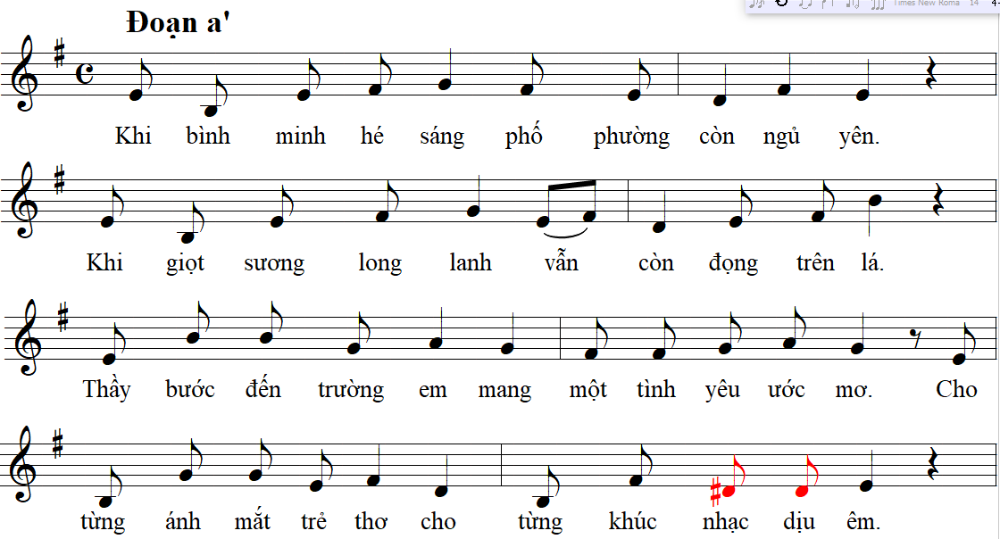 Times New Roma 14 4
Đoạn a'
Khi bình minh hé sáng phố phường còn ngủ yên.
Khi giọt sương long lanh vẫn còn đọng trên lá.
Thầy bước đến trường em mang một tình yêu ước mơ. Cho
từng ánh mắt trẻ thơ cho từng khúc nhạc dịu êm.